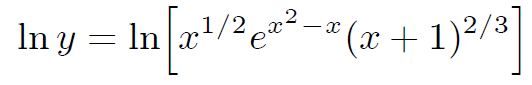 ln y = ln[x^{1/2}e^{x^2-x}(x + 1)^{2/3}]